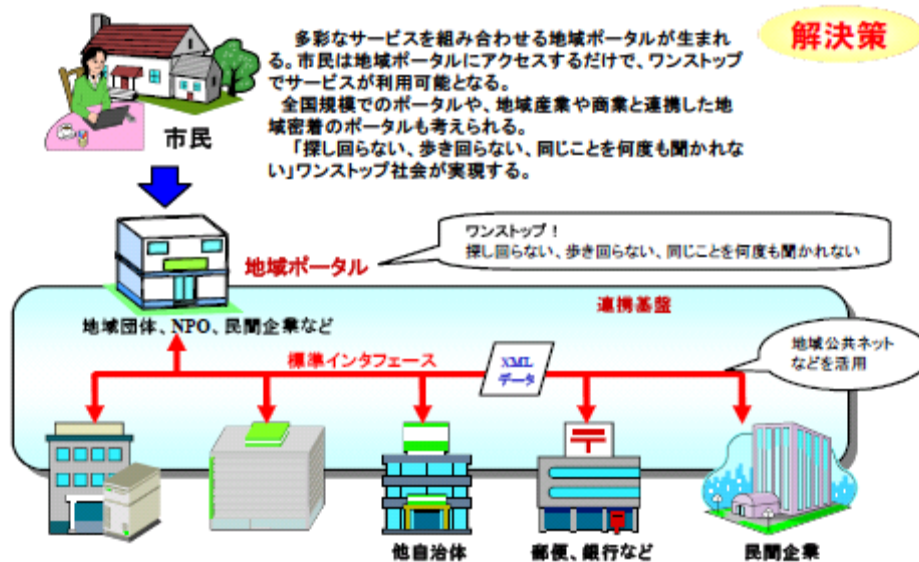 解決策
多彩なサービスを組み合わせる地域ポータルが生まれ
る。市民は地域ポータルにアクセスするだけで、ワンストップ
でサービスが利用可能となる。
全国規模でのポータルや、地域産業や商業と連携した地
域密着のポータルも考えられる。
「探し回らない、歩き回らない、同じことを何度も聞かれな
い」ワンストップ社会が実現する。
市民
ワンストップ！
探し回らない、歩き回らない、同じことを何度も聞かれない
地域ポータル
連携基盤
地域団体、NPO、民間企業など
地域公共ネット
などを活用
標準インタフェース
XML
データ
他自治体
郵便、銀行など
民間企業